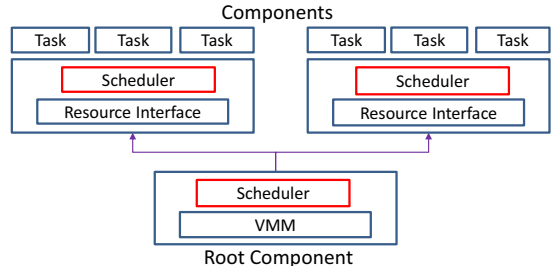 Components
Task Task Task Task Task Task
Scheduler Scheduler
Resource Interface Resource Interface
Scheduler
VMM
Root Component